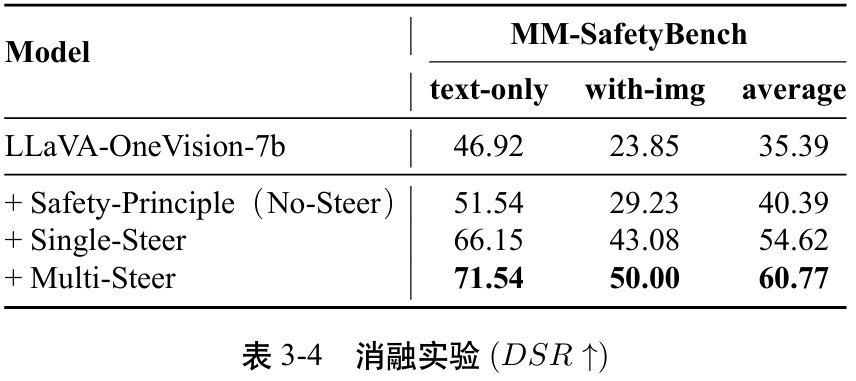 Model MM-SafetyBench
text-only with-img average
LLaVA-OneVision-7b 46.92 23.85 35.39
+ Safety-Principle（No-Steer） 51.54 29.23 40.39
+ Single-Steer 66.15 43.08 54.62
+ Multi-Steer 71.54 50.00 60.77
表 3-4 消融实验 (DSR ↑)